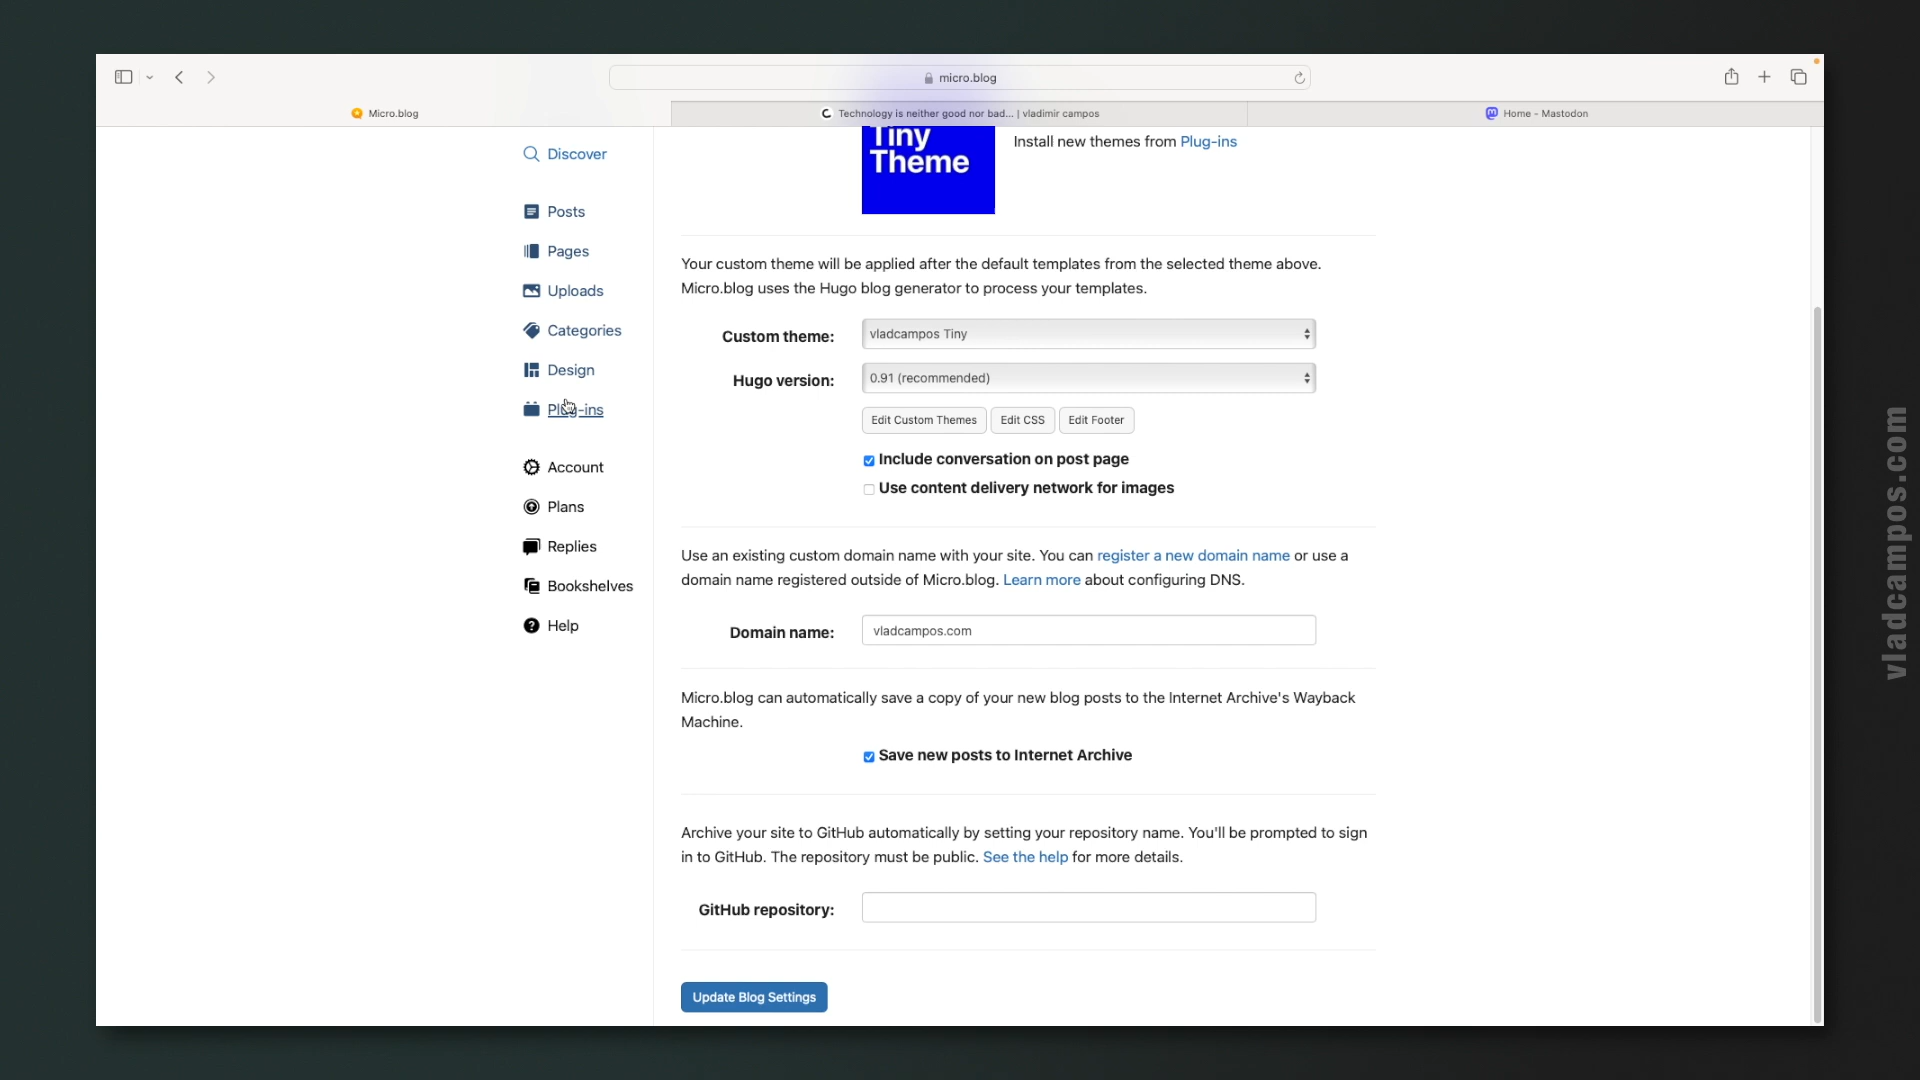 micro.blog
Micro.blog
Technology is neither good nor bad... | vladimir campos
Home - Mastodon
Discover
Posts
Pages
Uploads
Categories
Design
Plug-ins
Account
Plans
Replies
Bookshelves
Help
Tiny
Theme
Install new themes from Plug-ins
Your custom theme will be applied after the default templates from the selected theme above.
Micro.blog uses the Hugo blog generator to process your templates.
Custom theme: vladcampos Tiny
Hugo version: 0.91 (recommended)
Edit Custom Themes Edit CSS Edit Footer
Include conversation on post page
Use content delivery network for images
Use an existing custom domain name with your site. You can register a new domain name or use a
domain name registered outside of Micro.blog. Learn more about configuring DNS.
Domain name: vladcampos.com
Micro.blog can automatically save a copy of your new blog posts to the Internet Archive's Wayback
Machine.
Save new posts to Internet Archive
Archive your site to GitHub automatically by setting your repository name. You'll be prompted to sign
in to GitHub. The repository must be public. See the help for more details.
GitHub repository:
Update Blog Settings
vladcampos.com